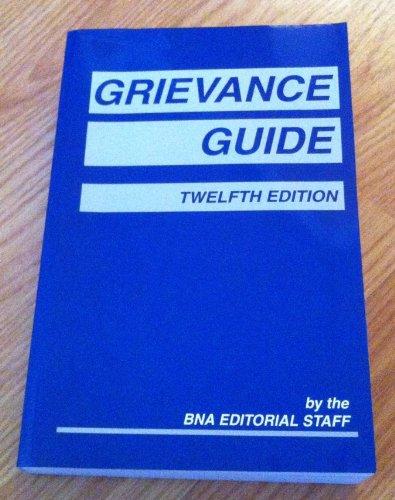 GRIEVANCE
GUIDE
TWELFTH EDITION
by the
BNA EDITORIAL STAFF